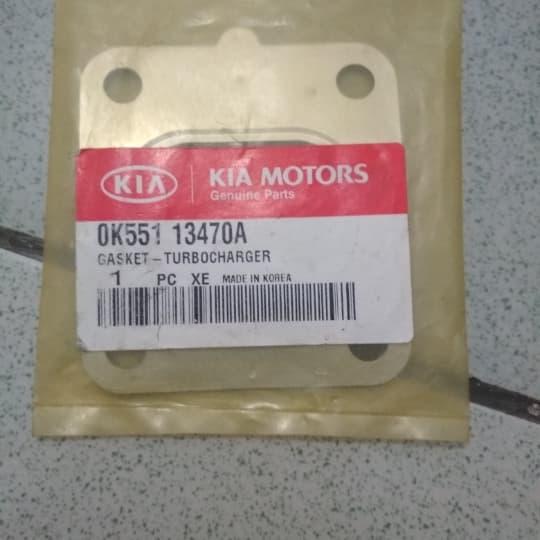 KIA
KIA MOTORS
Genuine Parts
0K551 13470A
GASKET-TURBOCHARGER
1 PC XE MADE IN KOREA